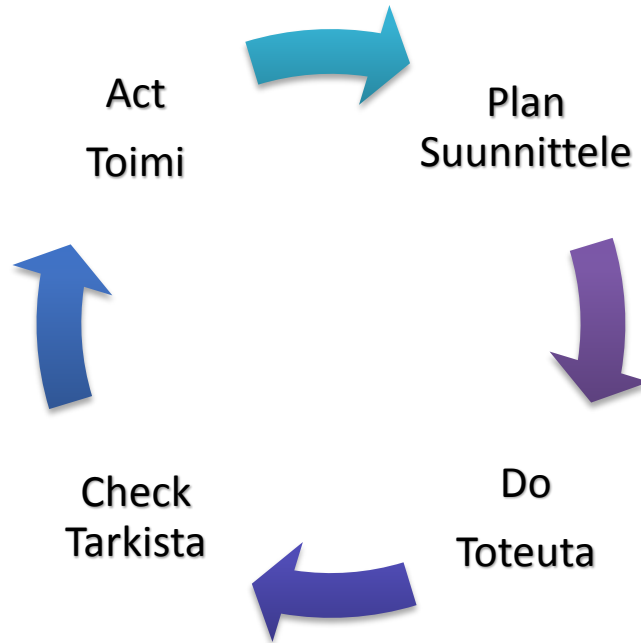 Act
Toimi
Plan
Suunnittele
Do
Toteuta
Check
Tarkista